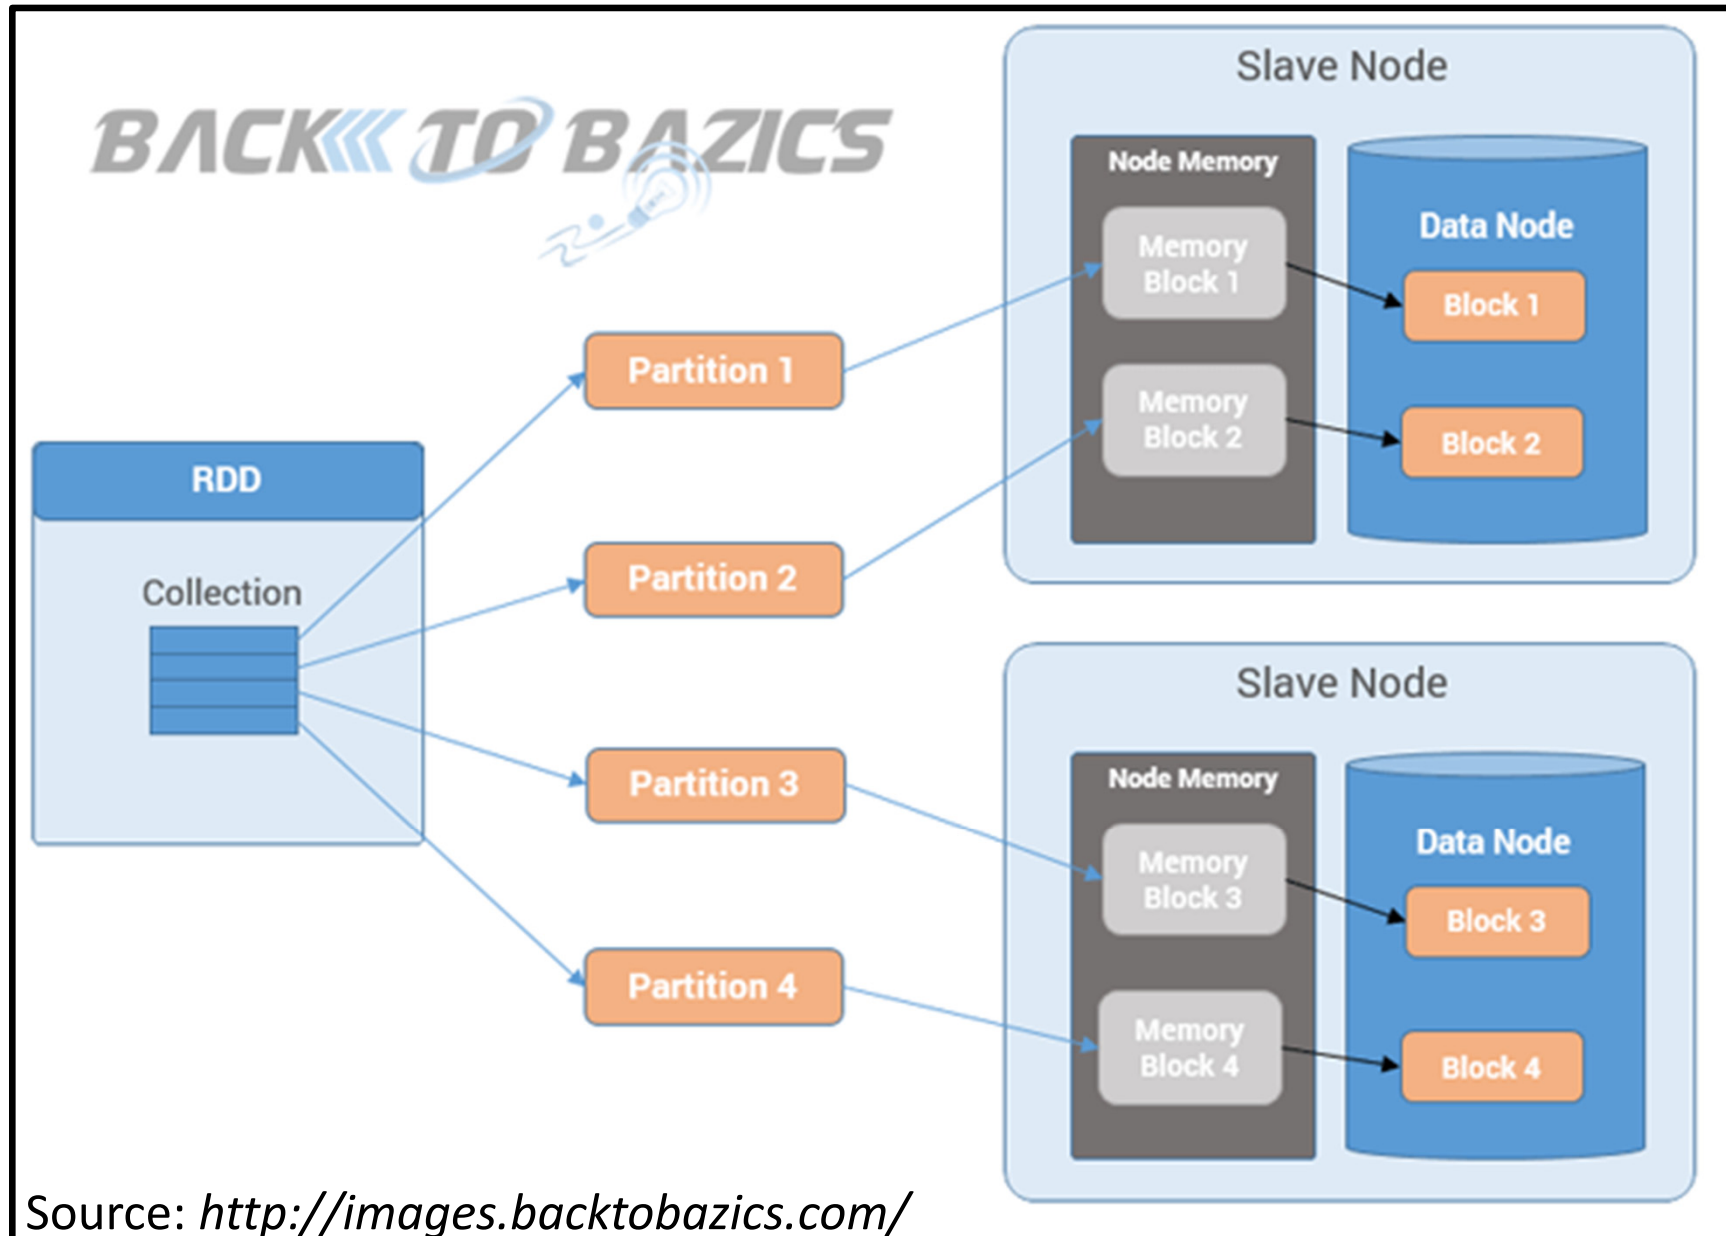 BACK TO BAZICS
RDD
Collection
Partition 1
Partition 2
Partition 3
Partition 4
Slave Node
Node Memory
Memory
Block 1
Memory
Block 2
Data Node
Block 1
Block 2
Slave Node
Node Memory
Memory
Block 3
Memory
Block 4
Data Node
Block 3
Block 4
Source: http://images.backtobazics.com/